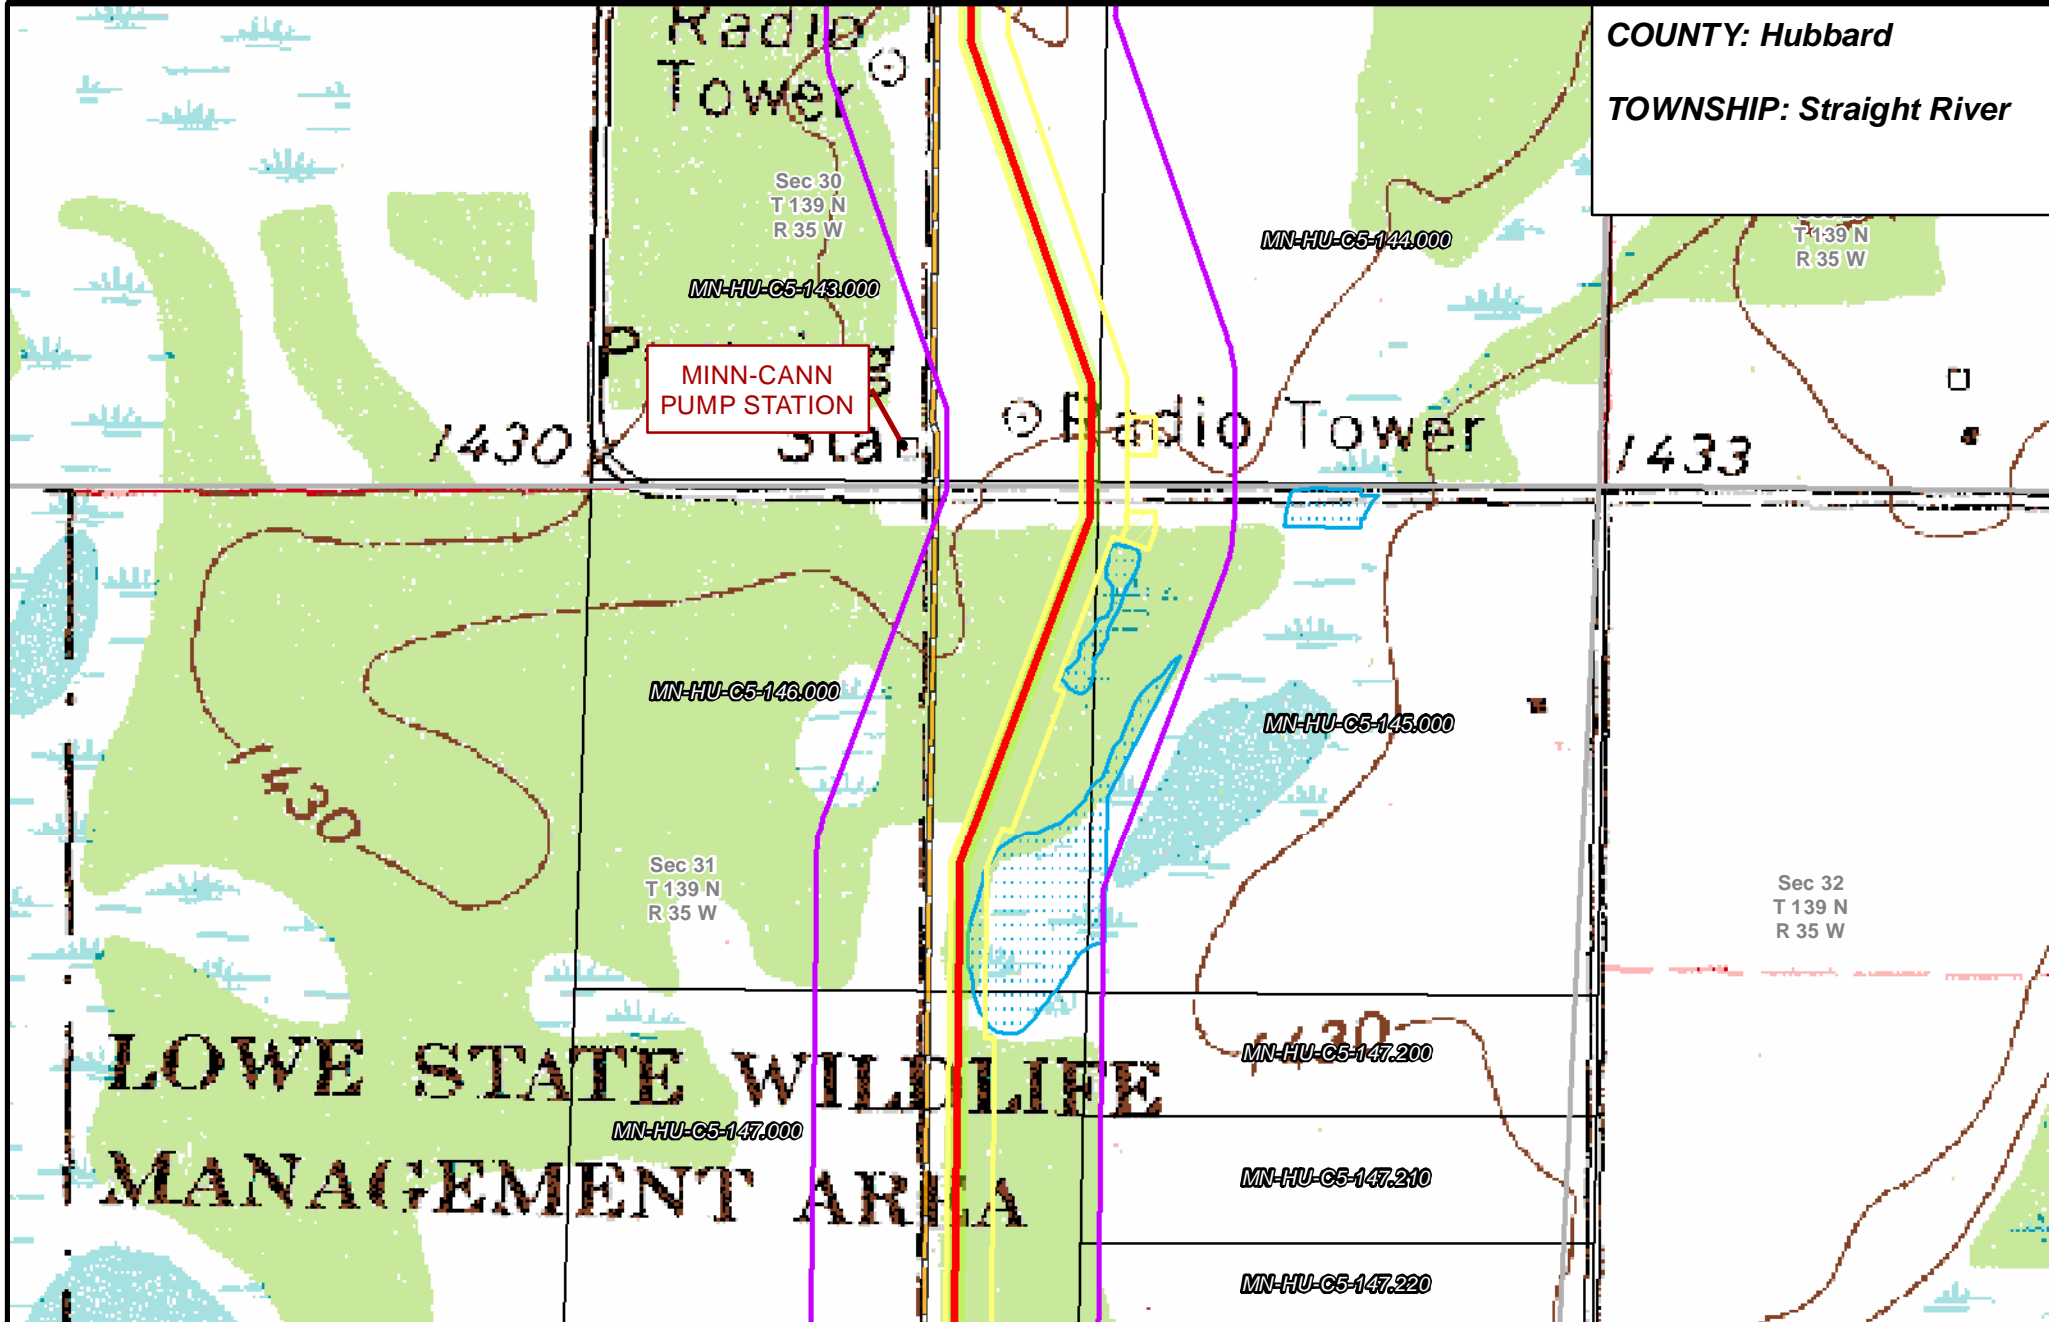 COUNTY: Hubbard
TOWNSHIP: Straight River
Radio
Tower
Sec 30
T 139 N
R 35 W
T 139 N
R 35 W
MN-HU-C5-144.000
MN-HU-C5-143.000
MINN-CANN
PUMP STATION
Radio Tower
1430
1433
MN-HU-C5-146.000
MN-HU-C5-145.000
1430
Sec 31
T 139 N
R 35 W
Sec 32
T 139 N
R 35 W
1430
LOWE STATE WILDLIFE
MANAGEMENT AREA
MN-HU-C5-147.200
MN-HU-C5-147.000
MN-HU-C5-147.210
MN-HU-C5-147.220